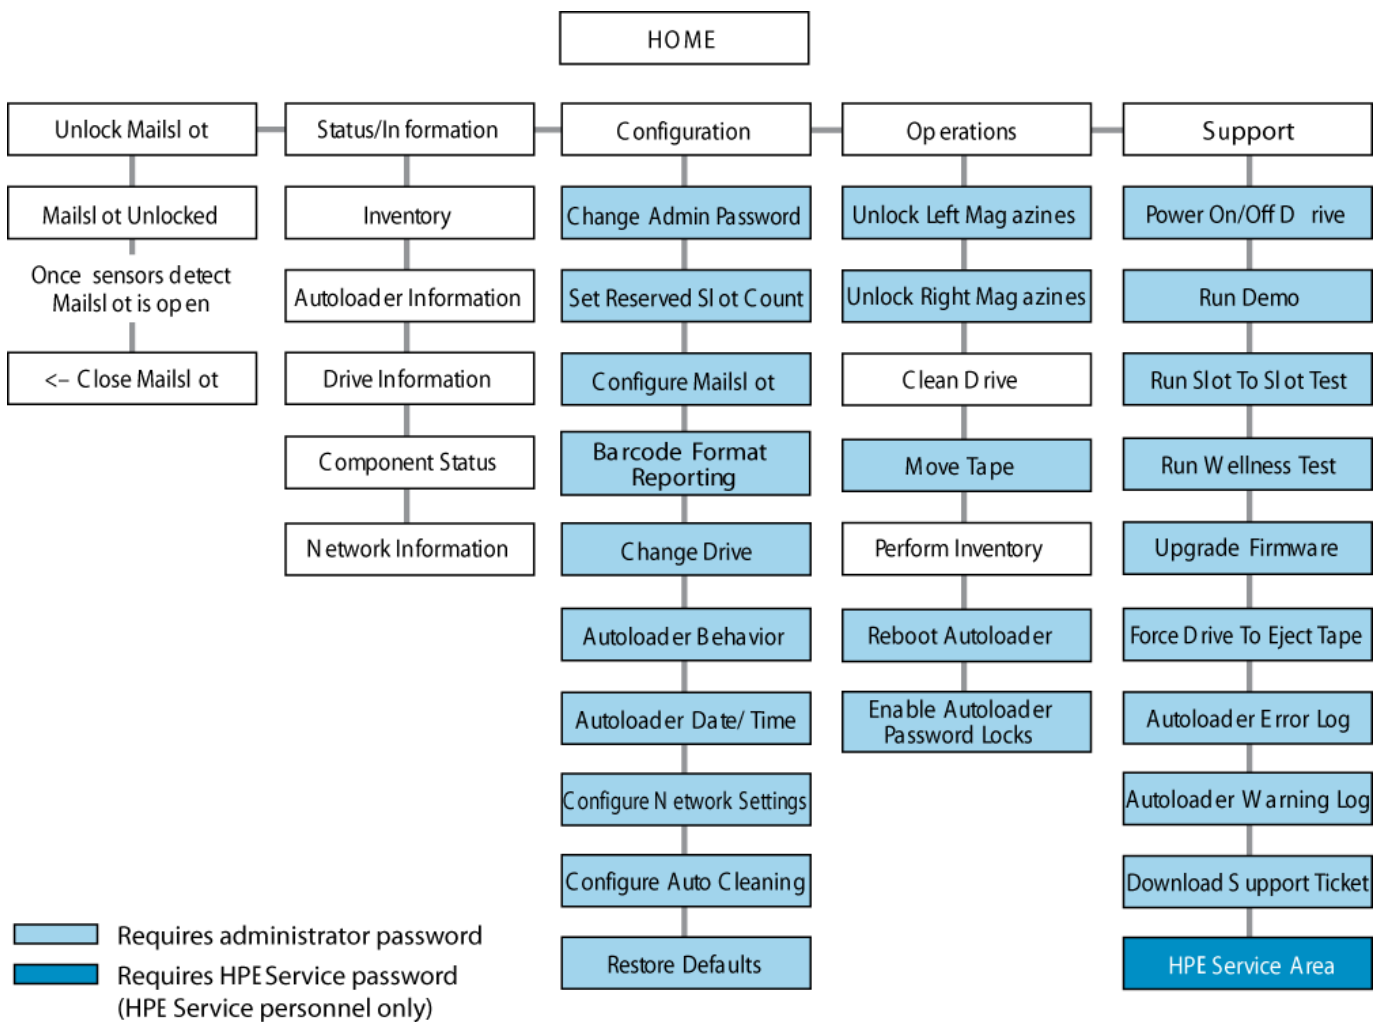 HOME
Unlock Mailslot
Status/Information
Configuration
Operations
Support
Mailslot Unlocked
Once sensors detect
Mailslot is open
<– Close Mailslot
Inventory
Autoloader Information
Drive Information
Component Status
Network Information
Change Admin Password
Set Reserved Slot Count
Configure Mailslot
Barcode Format
Reporting
Change Drive
Autoloader Behavior
Autoloader Date/ Time
Configure Network Settings
Configure Auto Cleaning
Restore Defaults
Unlock Left Magazines
Unlock Right Magazines
Clean Drive
Move Tape
Perform Inventory
Reboot Autoloader
Enable Autoloader
Password Locks
Power On/Off Drive
Run Demo
Run Slot To Slot Test
Run Wellness Test
Upgrade Firmware
Force Drive To Eject Tape
Autoloader Error Log
Autoloader Warning Log
Download Support Ticket
HPE Service Area
Requires administrator password
Requires HPE Service password
(HPE Service personnel only)